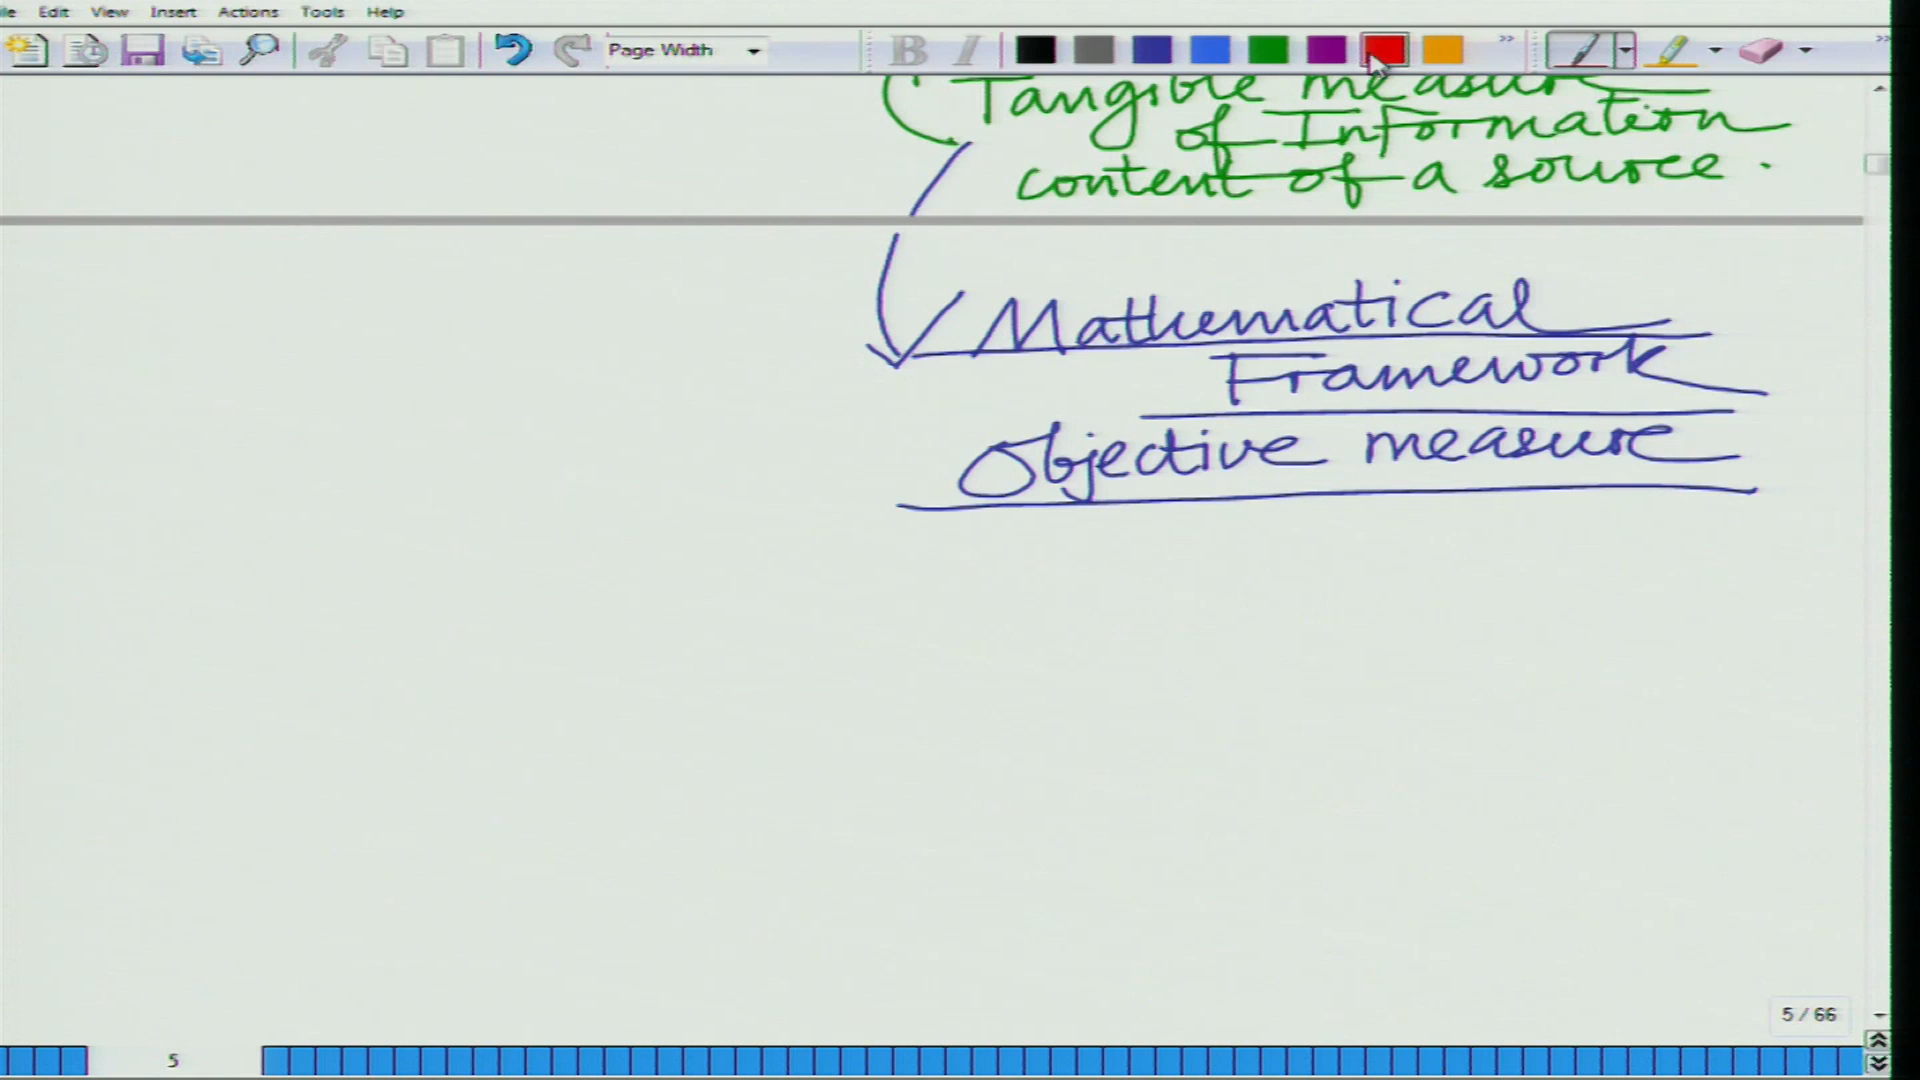 Edit View Insert Actions Tools Help
Page Width B I
Tangible measure
of Information
content of a source.
Mathematical
Framework
Objective measure
5 / 66
5